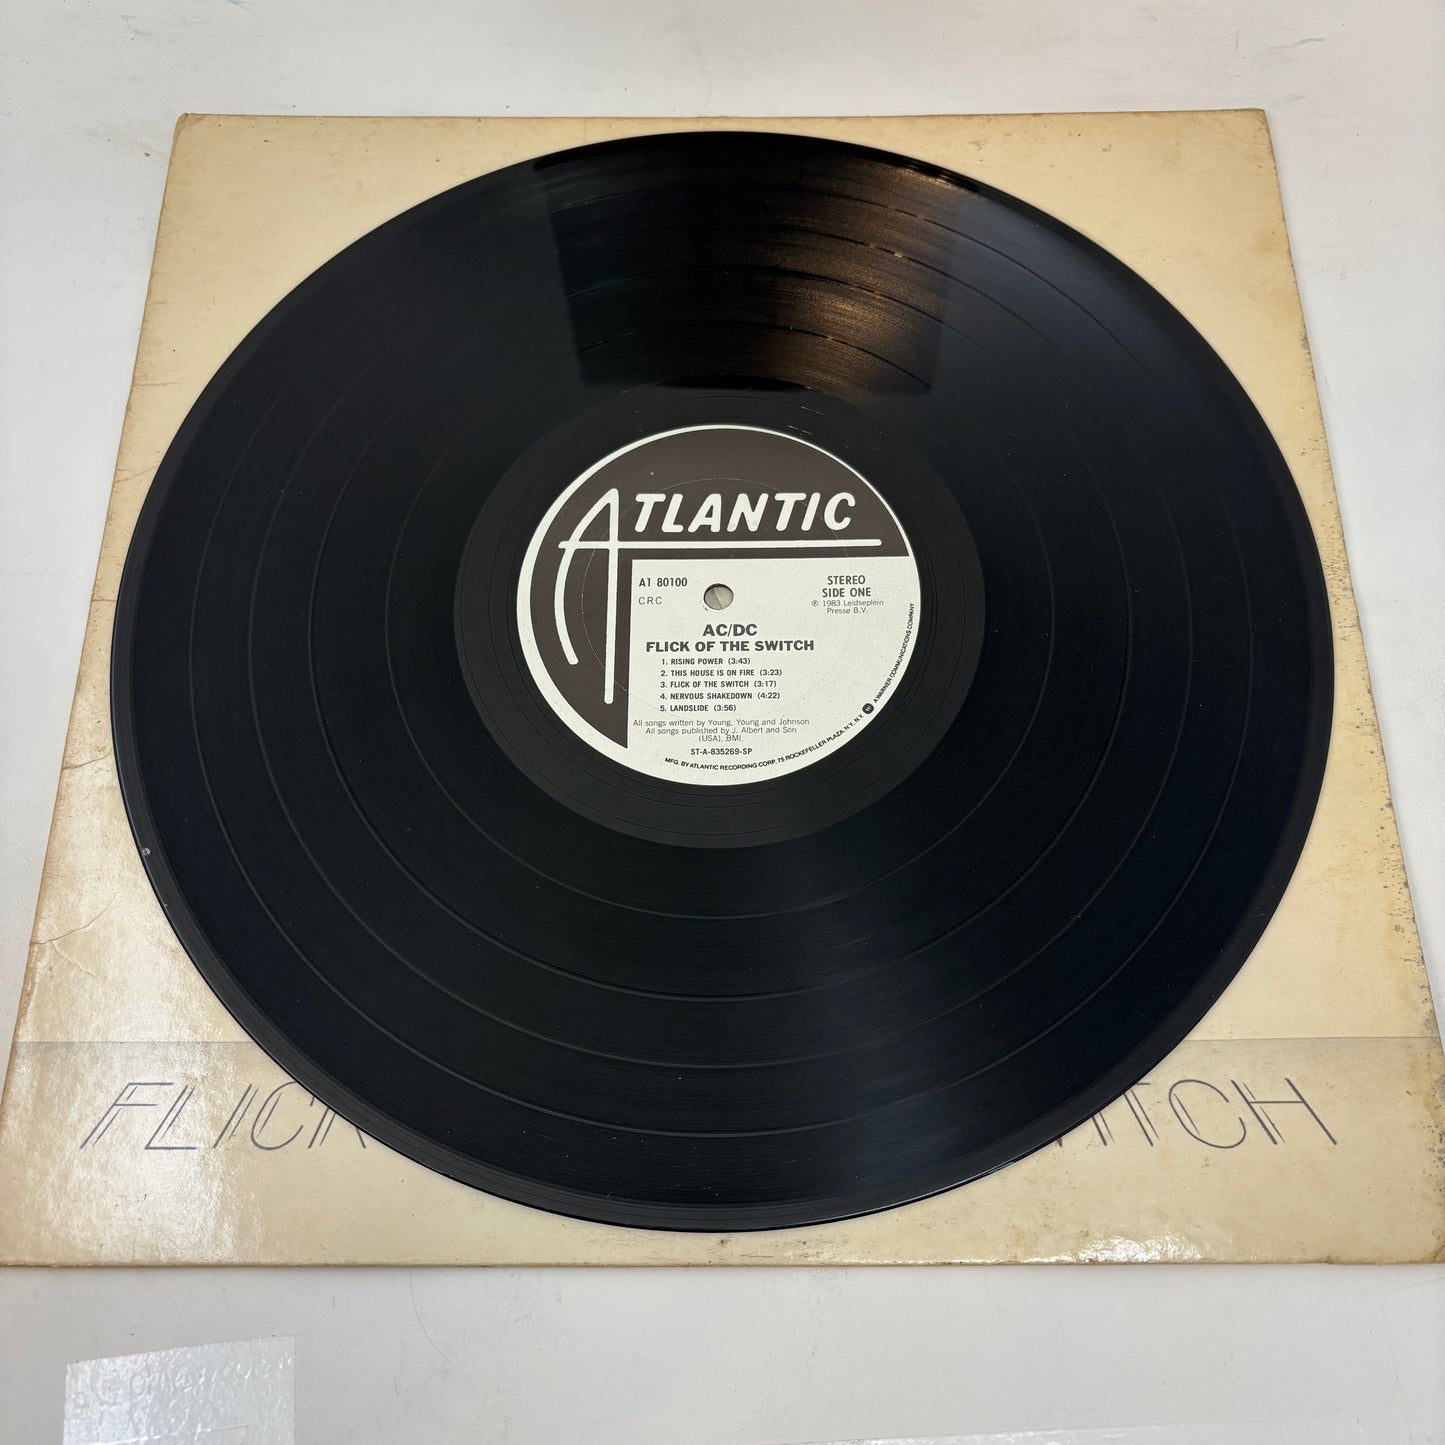 ATLANTIC
A1 80100
CRC
STEREO
SIDE ONE
℗ 1983 Leidseplein
Presse B.V.
AC/DC
FLICK OF THE SWITCH
1. RISING POWER (3:43)
2. THIS HOUSE IS ON FIRE (3:23)
3. FLICK OF THE SWITCH (3:17)
4. NERVOUS SHAKEDOWN (4:22)
5. LANDSLIDE (3:56)
All songs written by Young, Young and Johnson
All songs published by J. Albert and Son
(USA), BMI.
ST-A-835269-SP
MFG. BY ATLANTIC RECORDING CORP. 75 ROCKEFELLER PLAZA, N.Y. N.Y. A WARNER COMMUNICATIONS COMPANY
FLICK ITCH